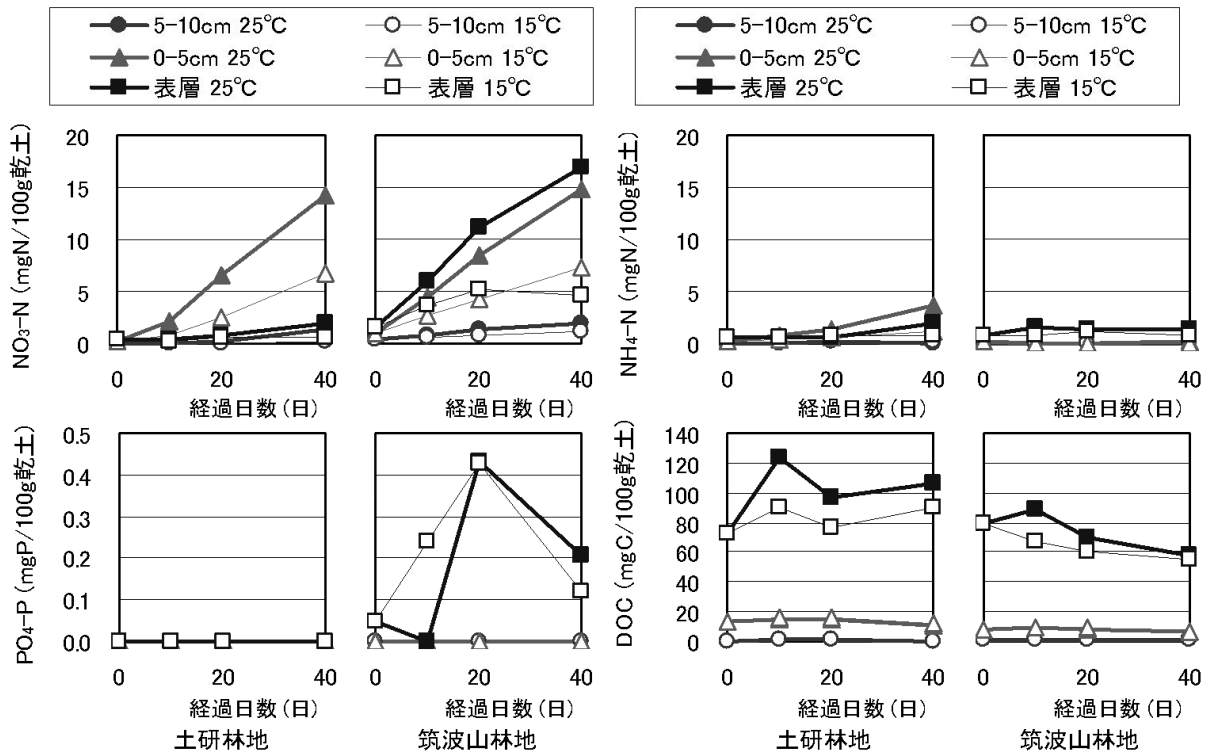 5-10cm 25℃ 5-10cm 15℃
0-5cm 25℃ 0-5cm 15℃
表層 25℃ 表層 15℃
5-10cm 25℃ 5-10cm 15℃
0-5cm 25℃ 0-5cm 15℃
表層 25℃ 表層 15℃
NO₃-N (mgN/100g乾土)
20
15
10
5
0
0 20 40
経過日数(日)
0 20 40
経過日数(日)
NH₄-N (mgN/100g乾土)
20
15
10
5
0
0 20 40
経過日数(日)
0 20 40
経過日数(日)
PO₄-P (mgP/100g乾土)
0.5
0.4
0.3
0.2
0.1
0.0
0 20 40
経過日数(日)
土研林地
0 20 40
経過日数(日)
筑波山林地
DOC (mgC/100g乾土)
140
120
100
80
60
40
20
0
0 20 40
経過日数(日)
土研林地
0 20 40
経過日数(日)
筑波山林地